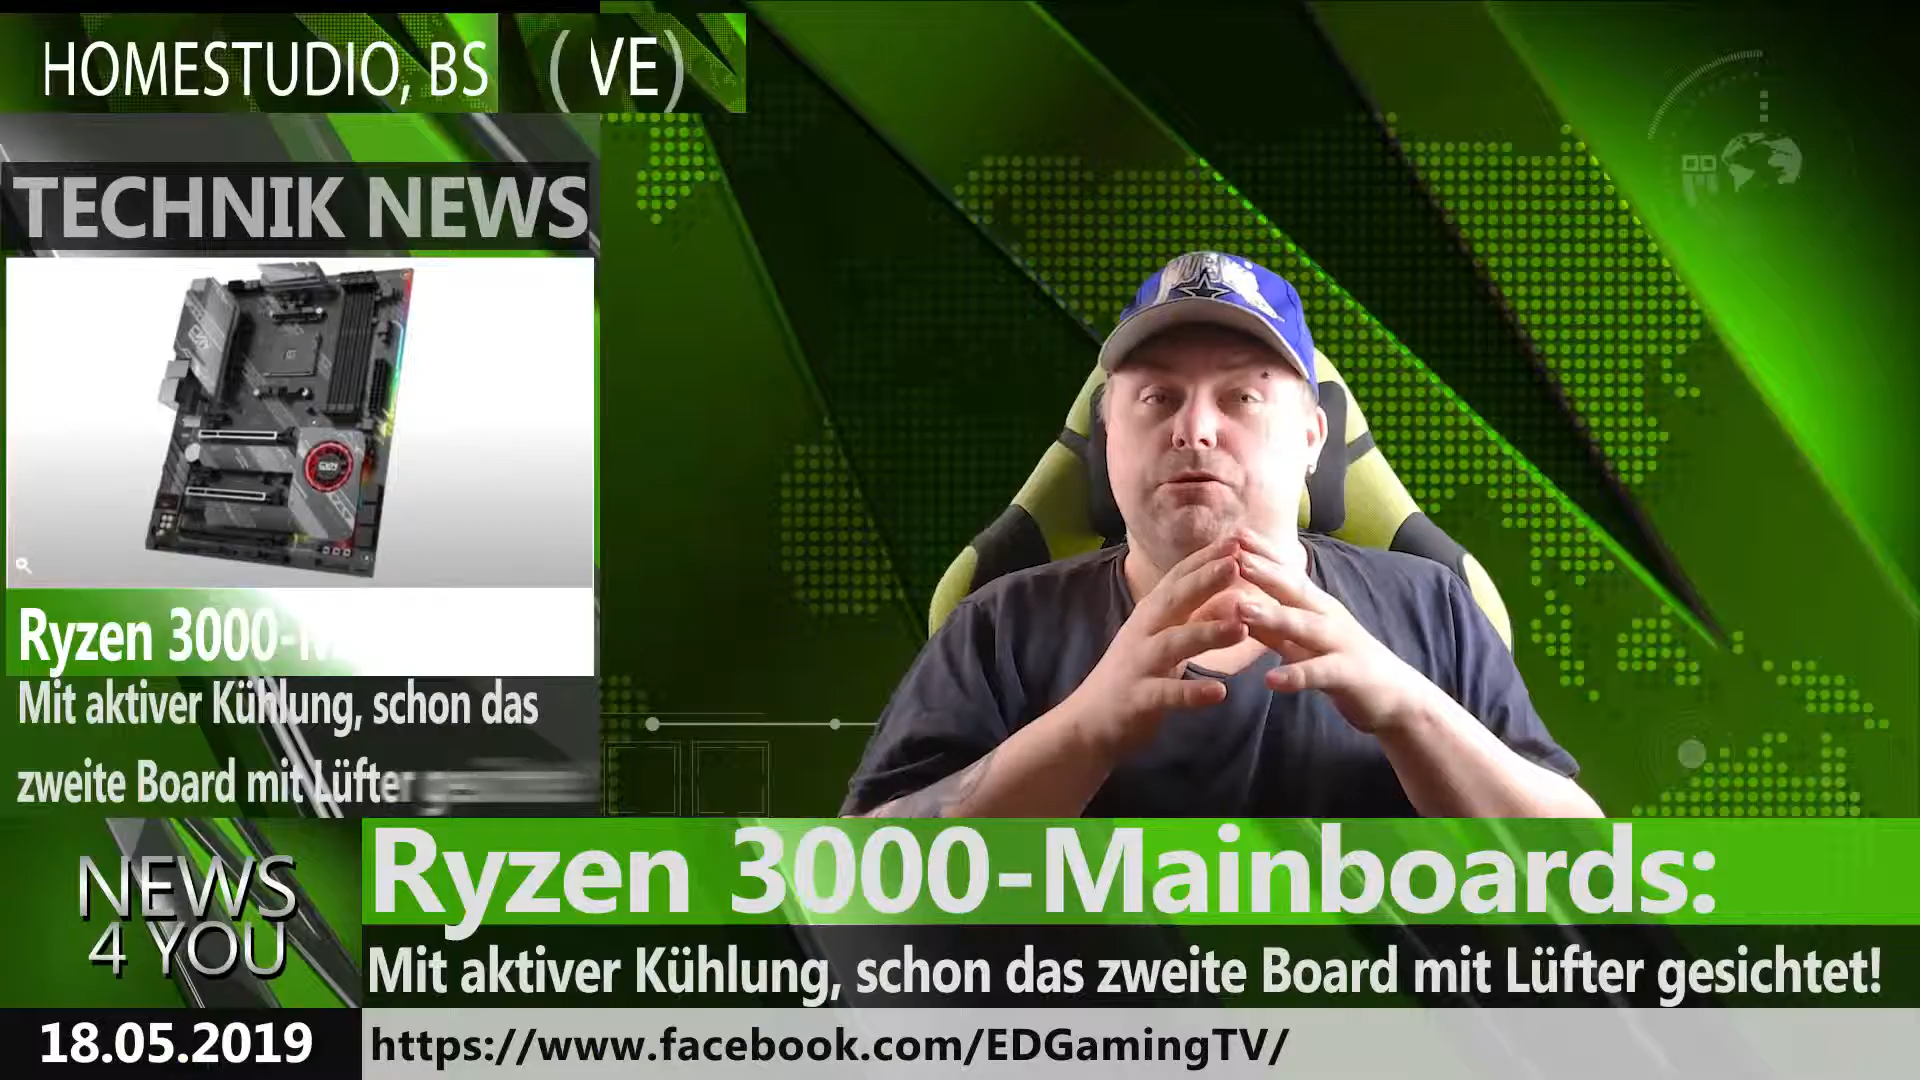 HOMESTUDIO, BS
( VE)
TECHNIK NEWS
Ryzen 3000-
Mit aktiver Kühlung, schon das
zweite Board mit Lüfter
NEWS
4 YOU
Ryzen 3000-Mainboards:
Mit aktiver Kühlung, schon das zweite Board mit Lüfter gesichtet!
18.05.2019
https://www.facebook.com/EDGamingTV/